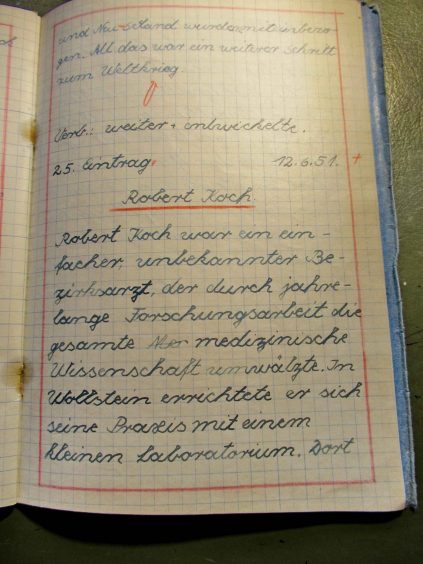 und Neuseeland wurden mit einbezo-
gen. All das war ein weiterer Schritt
zum Weltkrieg.
Verb.: weiter, entwickelte.
25. Eintrag. 12.6.51. +
Robert Koch.
Robert Koch war ein ein-
facher, unbekannter Be-
zirksarzt, der durch jahre-
lange Forschungsarbeit die
gesamte medizinische
Wissenschaft umwälzte. In
Wollstein errichtete er sich
seine Praxis mit einem
kleinen Laboratorium. Dort